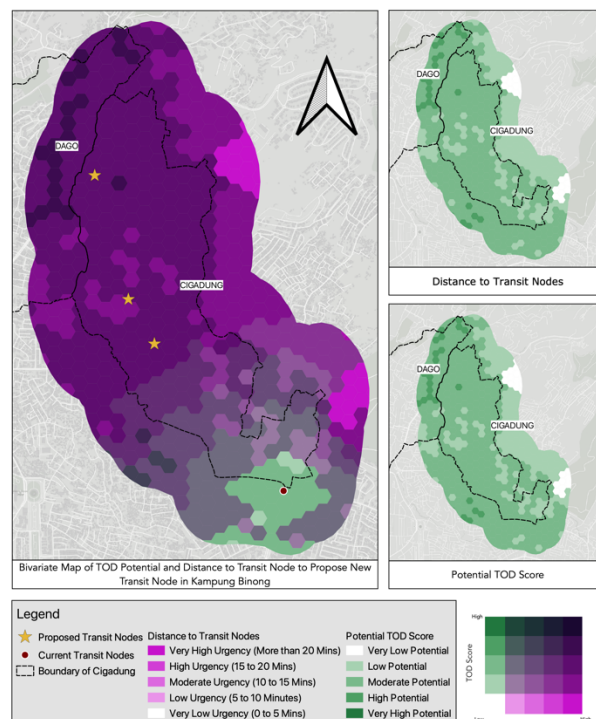 DAGO
CIGADUNG
Bivariate Map of TOD Potential and Distance to Transit Node to Propose New
Transit Node in Kampung Binong
DAGO
CIGADUNG
Distance to Transit Nodes
DAGO
CIGADUNG
Potential TOD Score
Legend
Proposed Transit Nodes
Current Transit Nodes
Boundary of Cigadung
Distance to Transit Nodes
Very High Urgency (More than 20 Mins)
High Urgency (15 to 20 Mins)
Moderate Urgency (10 to 15 Mins)
Low Urgency (5 to 10 Minutes)
Very Low Urgency (0 to 5 Mins)
Potential TOD Score
Very Low Potential
Low Potential
Moderate Potential
High Potential
Very High Potential
High
TOD Score